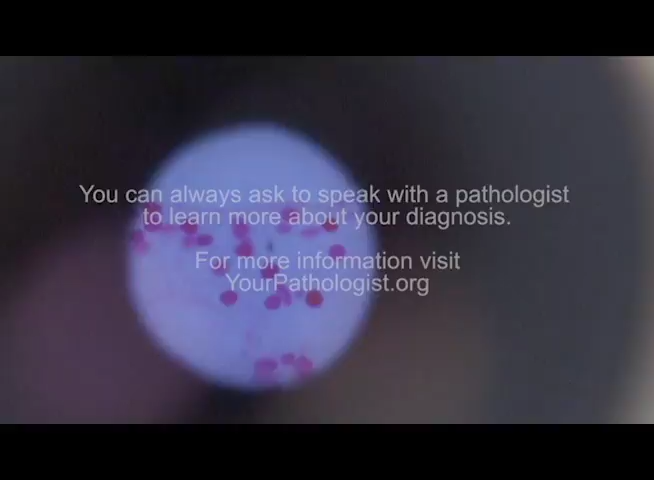 You can always ask to speak with a pathologist
to learn more about your diagnosis.
For more information visit
YourPathologist.org